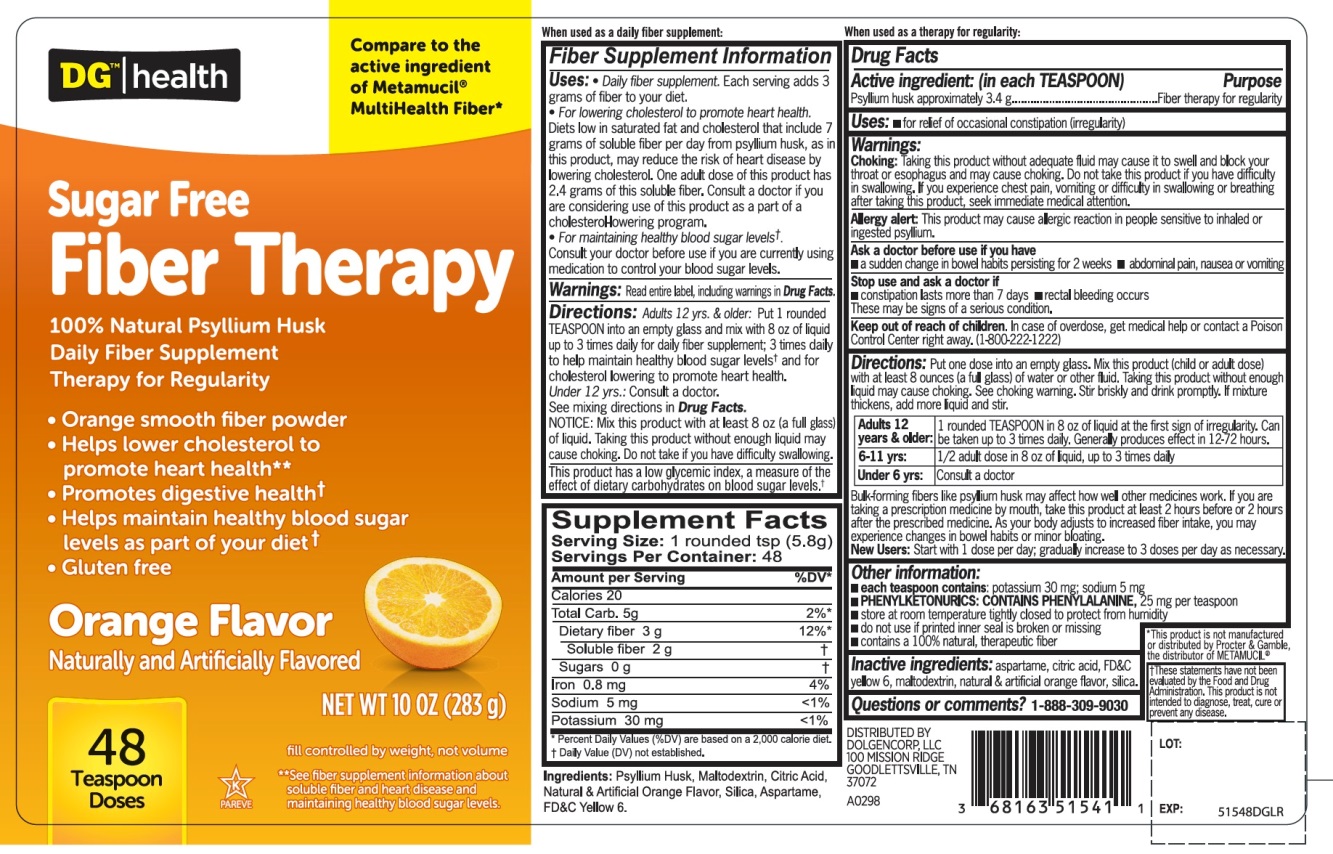 DG™ health
Compare to the
active ingredient
of Metamucil®
MultiHealth Fiber*
Sugar Free
Fiber Therapy
100% Natural Psyllium Husk
Daily Fiber Supplement
Therapy for Regularity
• Orange smooth fiber powder
• Helps lower cholesterol to
promote heart health**
• Promotes digestive health†
• Helps maintain healthy blood sugar
levels as part of your diet†
• Gluten free
Orange Flavor
Naturally and Artificially Flavored
NET WT 10 OZ (283 g)
48
Teaspoon
Doses
fill controlled by weight, not volume
K
PAREVE
**See fiber supplement information about
soluble fiber and heart disease and
maintaining healthy blood sugar levels.
When used as a daily fiber supplement:
Fiber Supplement Information
Uses: • Daily fiber supplement. Each serving adds 3
grams of fiber to your diet.
• For lowering cholesterol to promote heart health.
Diets low in saturated fat and cholesterol that include 7
grams of soluble fiber per day from psyllium husk, as in
this product, may reduce the risk of heart disease by
lowering cholesterol. One adult dose of this product has
2.4 grams of this soluble fiber. Consult a doctor if you
are considering use of this product as a part of a
cholesterol-lowering program.
• For maintaining healthy blood sugar levels†.
Consult your doctor before use if you are currently using
medication to control your blood sugar levels.
Warnings: Read entire label, including warnings in Drug Facts.
Directions: Adults 12 yrs. & older: Put 1 rounded
TEASPOON into an empty glass and mix with 8 oz of liquid
up to 3 times daily for daily fiber supplement; 3 times daily
to help maintain healthy blood sugar levels† and for
cholesterol lowering to promote heart health.
Under 12 yrs.: Consult a doctor.
See mixing directions in Drug Facts.
NOTICE: Mix this product with at least 8 oz (a full glass)
of liquid. Taking this product without enough liquid may
cause choking. Do not take if you have difficulty swallowing.
This product has a low glycemic index, a measure of the
effect of dietary carbohydrates on blood sugar levels.†
Supplement Facts
Serving Size: 1 rounded tsp (5.8g)
Servings Per Container: 48
Amount per Serving %DV*
Calories 20
Total Carb. 5g 2%*
Dietary fiber 3 g 12%*
Soluble fiber 2 g †
Sugars 0 g †
Iron 0.8 mg 4%
Sodium 5 mg <1%
Potassium 30 mg <1%
* Percent Daily Values (%DV) are based on a 2,000 calorie diet.
† Daily Value (DV) not established.
Ingredients: Psyllium Husk, Maltodextrin, Citric Acid,
Natural & Artificial Orange Flavor, Silica, Aspartame,
FD&C Yellow 6.
When used as a therapy for regularity:
Drug Facts
Active ingredient: (in each TEASPOON) Purpose
Psyllium husk approximately 3.4 g..........Fiber therapy for regularity
Uses: ■ for relief of occasional constipation (irregularity)
Warnings:
Choking: Taking this product without adequate fluid may cause it to swell and block your
throat or esophagus and may cause choking. Do not take this product if you have difficulty
in swallowing. If you experience chest pain, vomiting or difficulty in swallowing or breathing
after taking this product, seek immediate medical attention.
Allergy alert: This product may cause allergic reaction in people sensitive to inhaled or
ingested psyllium.
Ask a doctor before use if you have
■ a sudden change in bowel habits persisting for 2 weeks ■ abdominal pain, nausea or vomiting
Stop use and ask a doctor if
■ constipation lasts more than 7 days ■ rectal bleeding occurs
These may be signs of a serious condition.
Keep out of reach of children. In case of overdose, get medical help or contact a Poison
Control Center right away. (1-800-222-1222)
Directions: Put one dose into an empty glass. Mix this product (child or adult dose)
with at least 8 ounces (a full glass) of water or other fluid. Taking this product without enough
liquid may cause choking. See choking warning. Stir briskly and drink promptly. If mixture
thickens, add more liquid and stir.
Adults 12 years & older: 1 rounded TEASPOON in 8 oz of liquid at the first sign of irregularity. Can
be taken up to 3 times daily. Generally produces effect in 12-72 hours.
6-11 yrs: 1/2 adult dose in 8 oz of liquid, up to 3 times daily
Under 6 yrs: Consult a doctor
Bulk-forming fibers like psyllium husk may affect how well other medicines work. If you are
taking a prescription medicine by mouth, take this product at least 2 hours before or 2 hours
after the prescribed medicine. As your body adjusts to increased fiber intake, you may
experience changes in bowel habits or minor bloating.
New Users: Start with 1 dose per day; gradually increase to 3 doses per day as necessary.
Other information:
■ each teaspoon contains: potassium 30 mg; sodium 5 mg
■ PHENYLKETONURICS: CONTAINS PHENYLALANINE, 25 mg per teaspoon
■ store at room temperature tightly closed to protect from humidity
■ do not use if printed inner seal is broken or missing
■ contains a 100% natural, therapeutic fiber
Inactive ingredients: aspartame, citric acid, FD&C
yellow 6, maltodextrin, natural & artificial orange flavor, silica.
Questions or comments? 1-888-309-9030
*This product is not manufactured
or distributed by Procter & Gamble,
the distributor of METAMUCIL®
†These statements have not been
evaluated by the Food and Drug
Administration. This product is not
intended to diagnose, treat, cure or
prevent any disease.
DISTRIBUTED BY
DOLGENCORP, LLC
100 MISSION RIDGE
GOODLETTSVILLE, TN
37072
A0298
3 68163 51541 1
LOT:
EXP:
51548DGLR